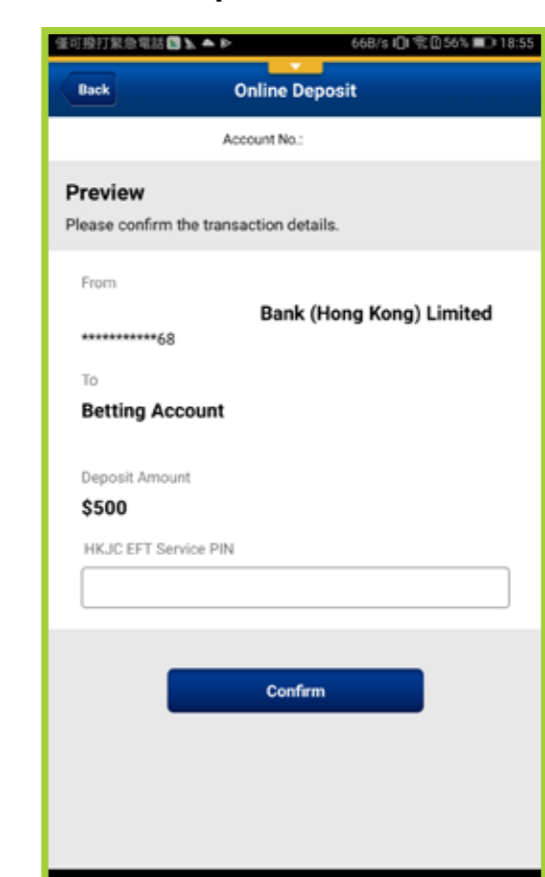 僅可撥打緊急電話 66B/s 56% 18:55
Back Online Deposit
Account No.:
Preview
Please confirm the transaction details.
From
Bank (Hong Kong) Limited
***********68
To
Betting Account
Deposit Amount
$500
HKJC EFT Service PIN
Confirm